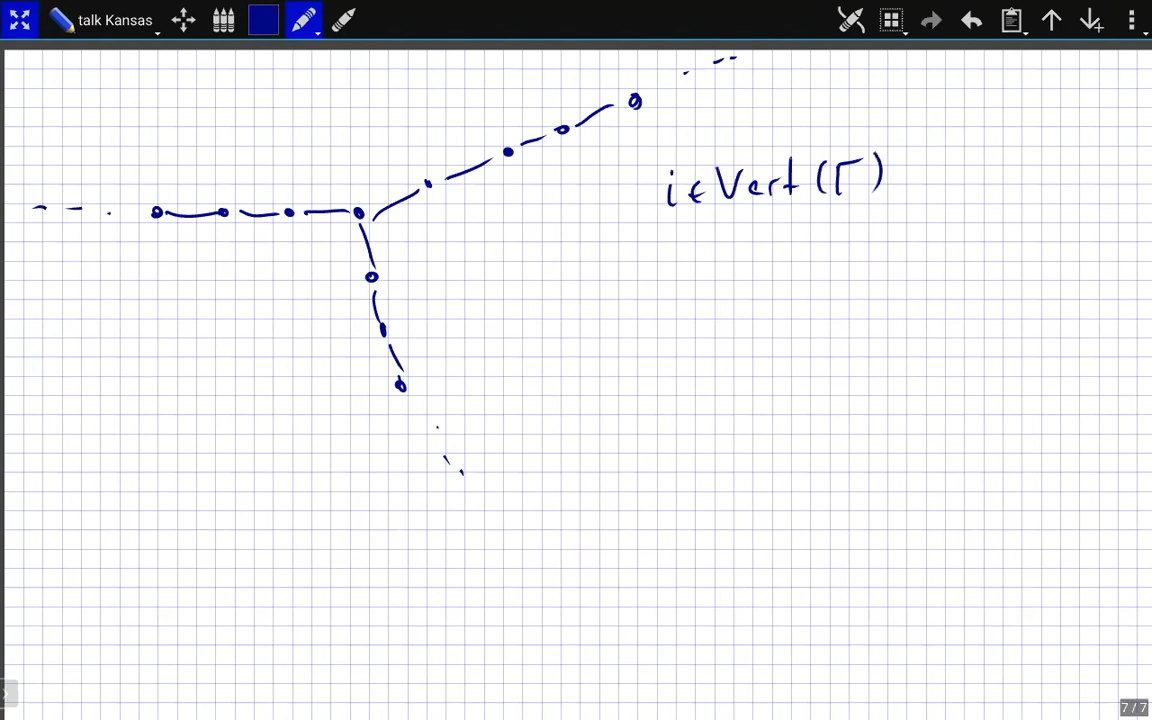 talk Kansas
i ∈ Vert (Γ)
7 / 7